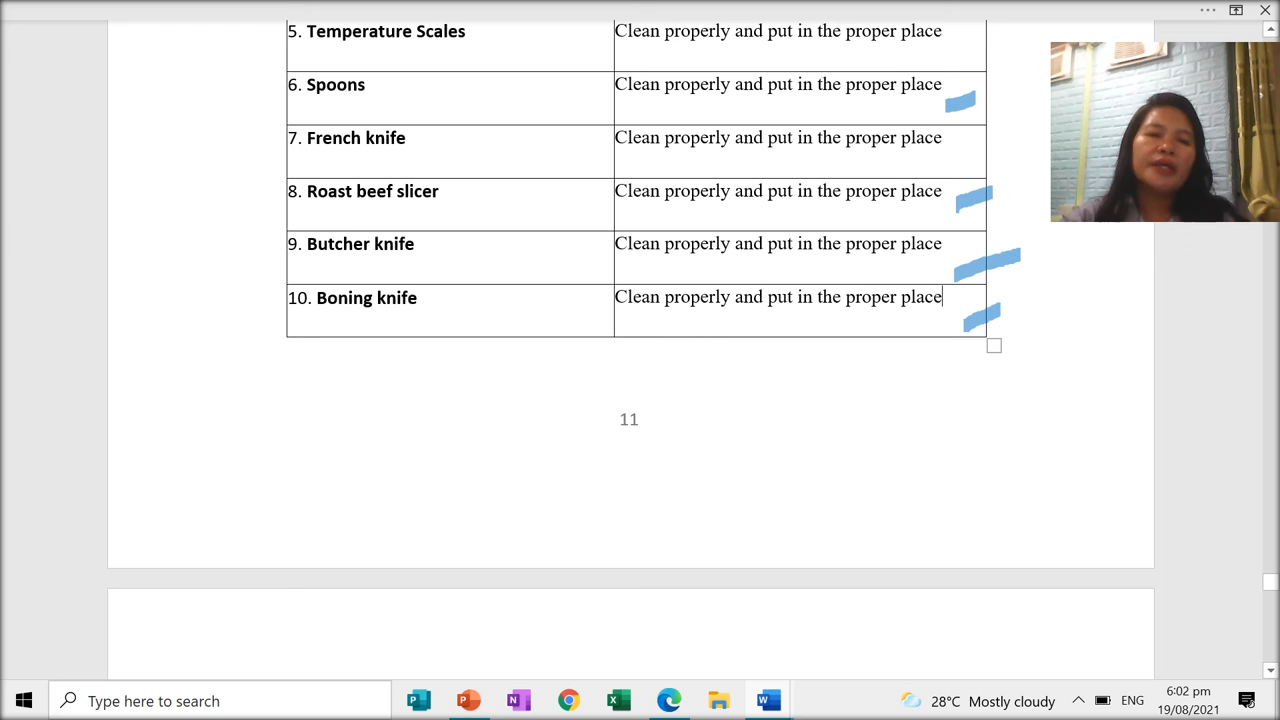 5. Temperature Scales Clean properly and put in the proper place
6. Spoons Clean properly and put in the proper place
7. French knife Clean properly and put in the proper place
8. Roast beef slicer Clean properly and put in the proper place
9. Butcher knife Clean properly and put in the proper place
10. Boning knife Clean properly and put in the proper place
11
Type here to search
28°C Mostly cloudy
ENG
6:02 pm
19/08/2021